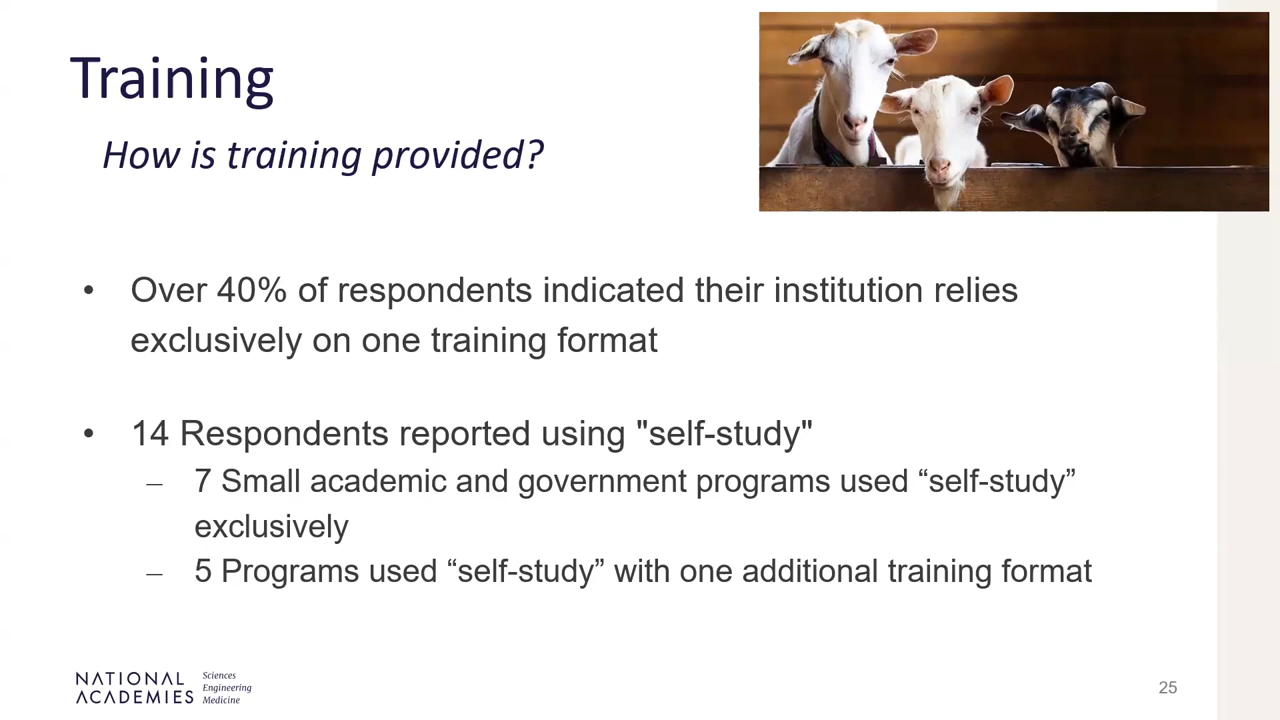 Training
How is training provided?
• Over 40% of respondents indicated their institution relies
exclusively on one training format
• 14 Respondents reported using "self-study"
– 7 Small academic and government programs used “self-study”
exclusively
– 5 Programs used “self-study” with one additional training format
NATIONAL
ACADEMIES
Sciences
Engineering
Medicine
25